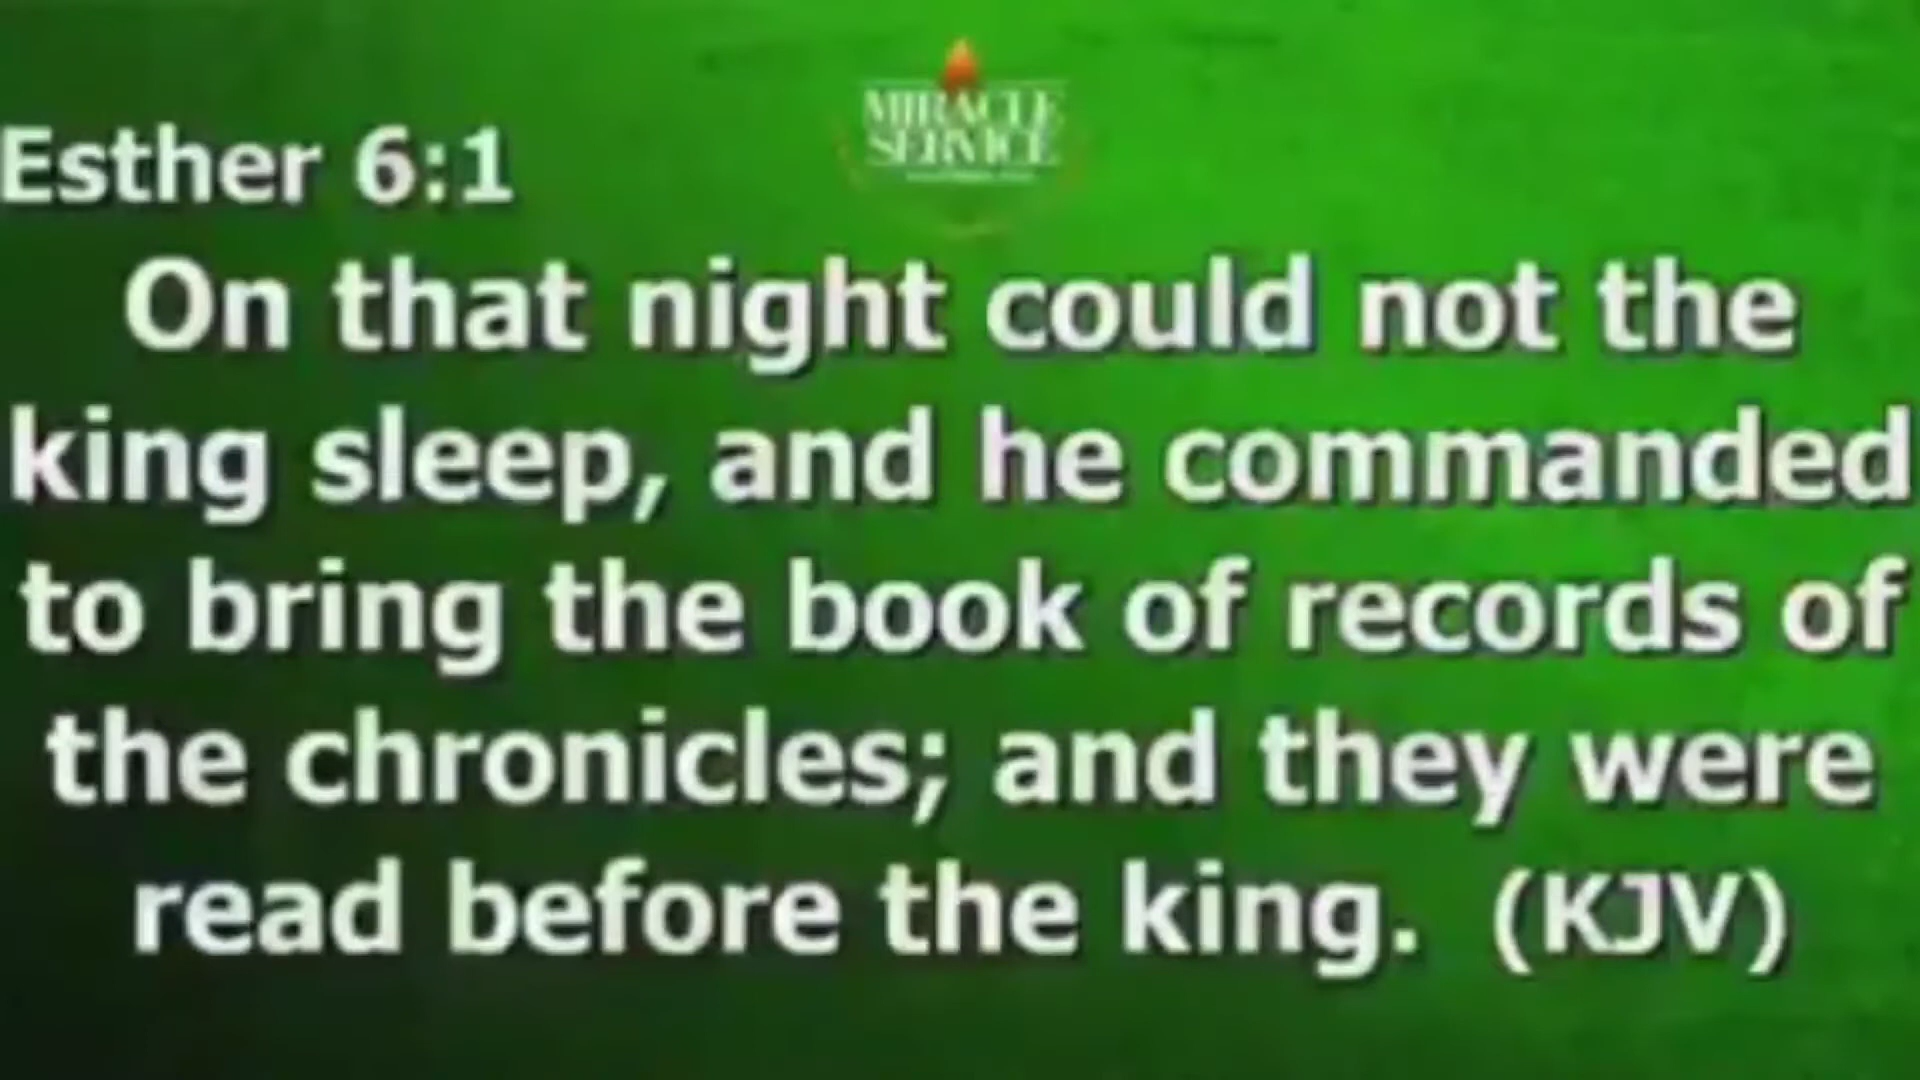 MIRACLE
SERVICE
Esther 6:1
On that night could not the
king sleep, and he commanded
to bring the book of records of
the chronicles; and they were
read before the king. (KJV)